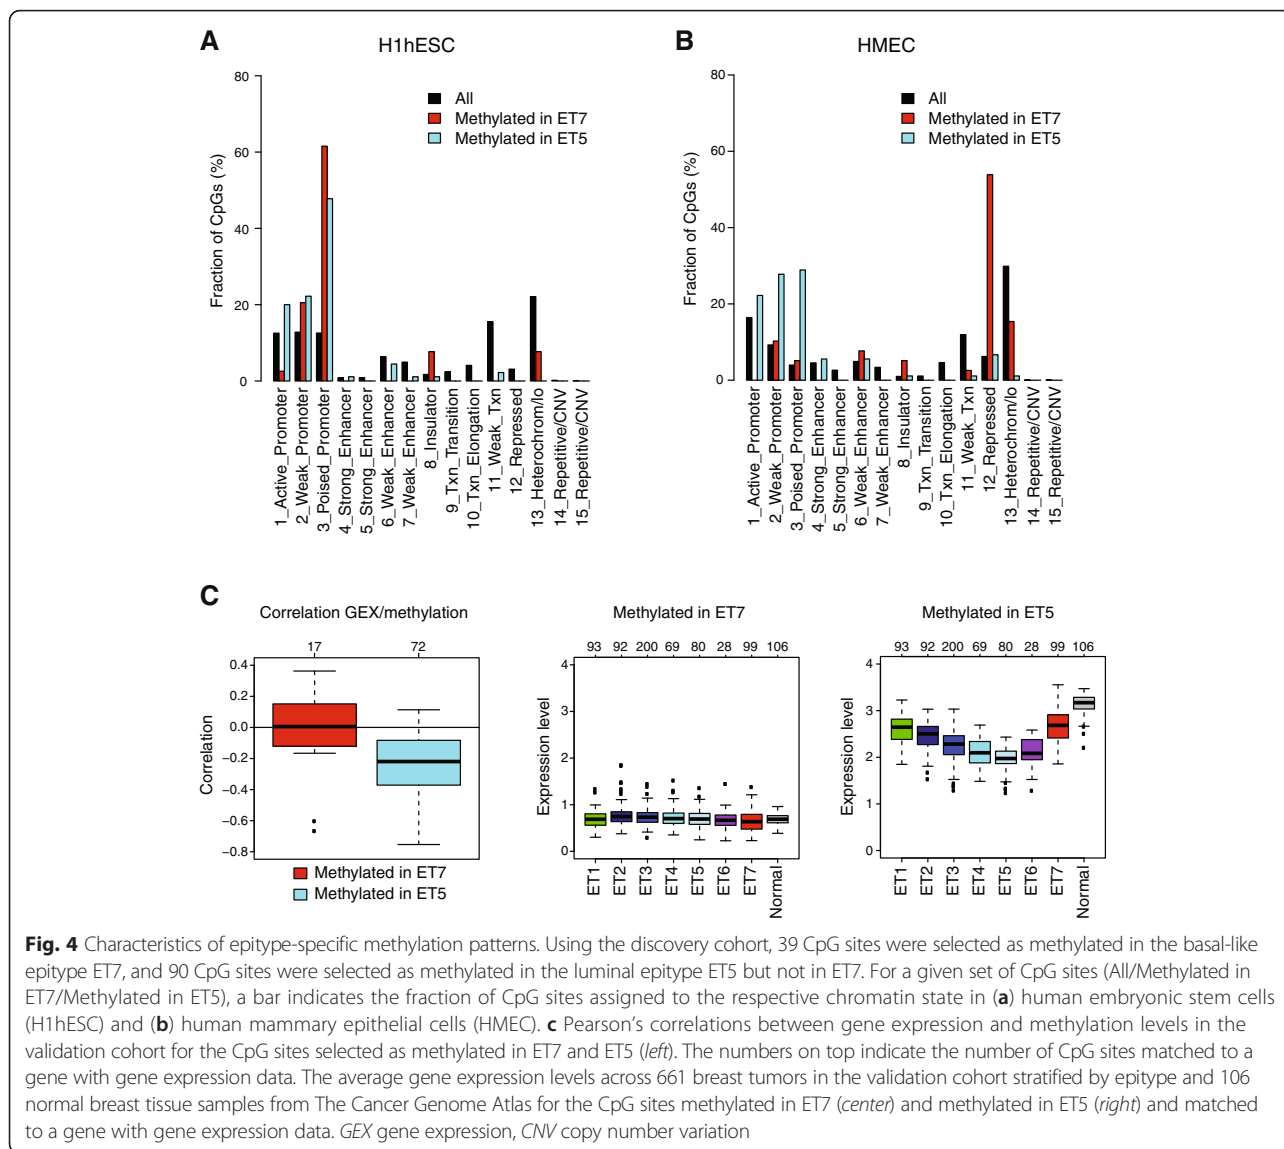 A
H1hESC
80
60
40
20
0
Fraction of CpGs (%)
All
Methylated in ET7
Methylated in ET5
1_Active_Promoter
2_Weak_Promoter
3_Poised_Promoter
4_Strong_Enhancer
5_Strong_Enhancer
6_Weak_Enhancer
7_Weak_Enhancer
8_Insulator
9_Txn_Transition
10_Txn_Elongation
11_Weak_Txn
12_Repressed
13_Heterochrom/lo
14_Repetitive/CNV
15_Repetitive/CNV
B
HMEC
80
60
40
20
0
Fraction of CpGs (%)
All
Methylated in ET7
Methylated in ET5
1_Active_Promoter
2_Weak_Promoter
3_Poised_Promoter
4_Strong_Enhancer
5_Strong_Enhancer
6_Weak_Enhancer
7_Weak_Enhancer
8_Insulator
9_Txn_Transition
10_Txn_Elongation
11_Weak_Txn
12_Repressed
13_Heterochrom/lo
14_Repetitive/CNV
15_Repetitive/CNV
C
Correlation GEX/methylation
17 72
0.4
0.2
0.0
−0.2
−0.4
−0.6
−0.8
Correlation
Methylated in ET7
Methylated in ET5
Methylated in ET7
93 92 200 69 80 28 99 106
4
3
2
1
0
Expression level
ET1 ET2 ET3 ET4 ET5 ET6 ET7 Normal
Methylated in ET5
93 92 200 69 80 28 99 106
4
3
2
1
0
Expression level
ET1 ET2 ET3 ET4 ET5 ET6 ET7 Normal
Fig. 4 Characteristics of epitype-specific methylation patterns. Using the discovery cohort, 39 CpG sites were selected as methylated in the basal-like
epitype ET7, and 90 CpG sites were selected as methylated in the luminal epitype ET5 but not in ET7. For a given set of CpG sites (All/Methylated in
ET7/Methylated in ET5), a bar indicates the fraction of CpG sites assigned to the respective chromatin state in (a) human embryonic stem cells
(H1hESC) and (b) human mammary epithelial cells (HMEC). c Pearson's correlations between gene expression and methylation levels in the
validation cohort for the CpG sites selected as methylated in ET7 and ET5 (left). The numbers on top indicate the number of CpG sites matched to a
gene with gene expression data. The average gene expression levels across 661 breast tumors in the validation cohort stratified by epitype and 106
normal breast tissue samples from The Cancer Genome Atlas for the CpG sites methylated in ET7 (center) and methylated in ET5 (right) and matched
to a gene with gene expression data. GEX gene expression, CNV copy number variation